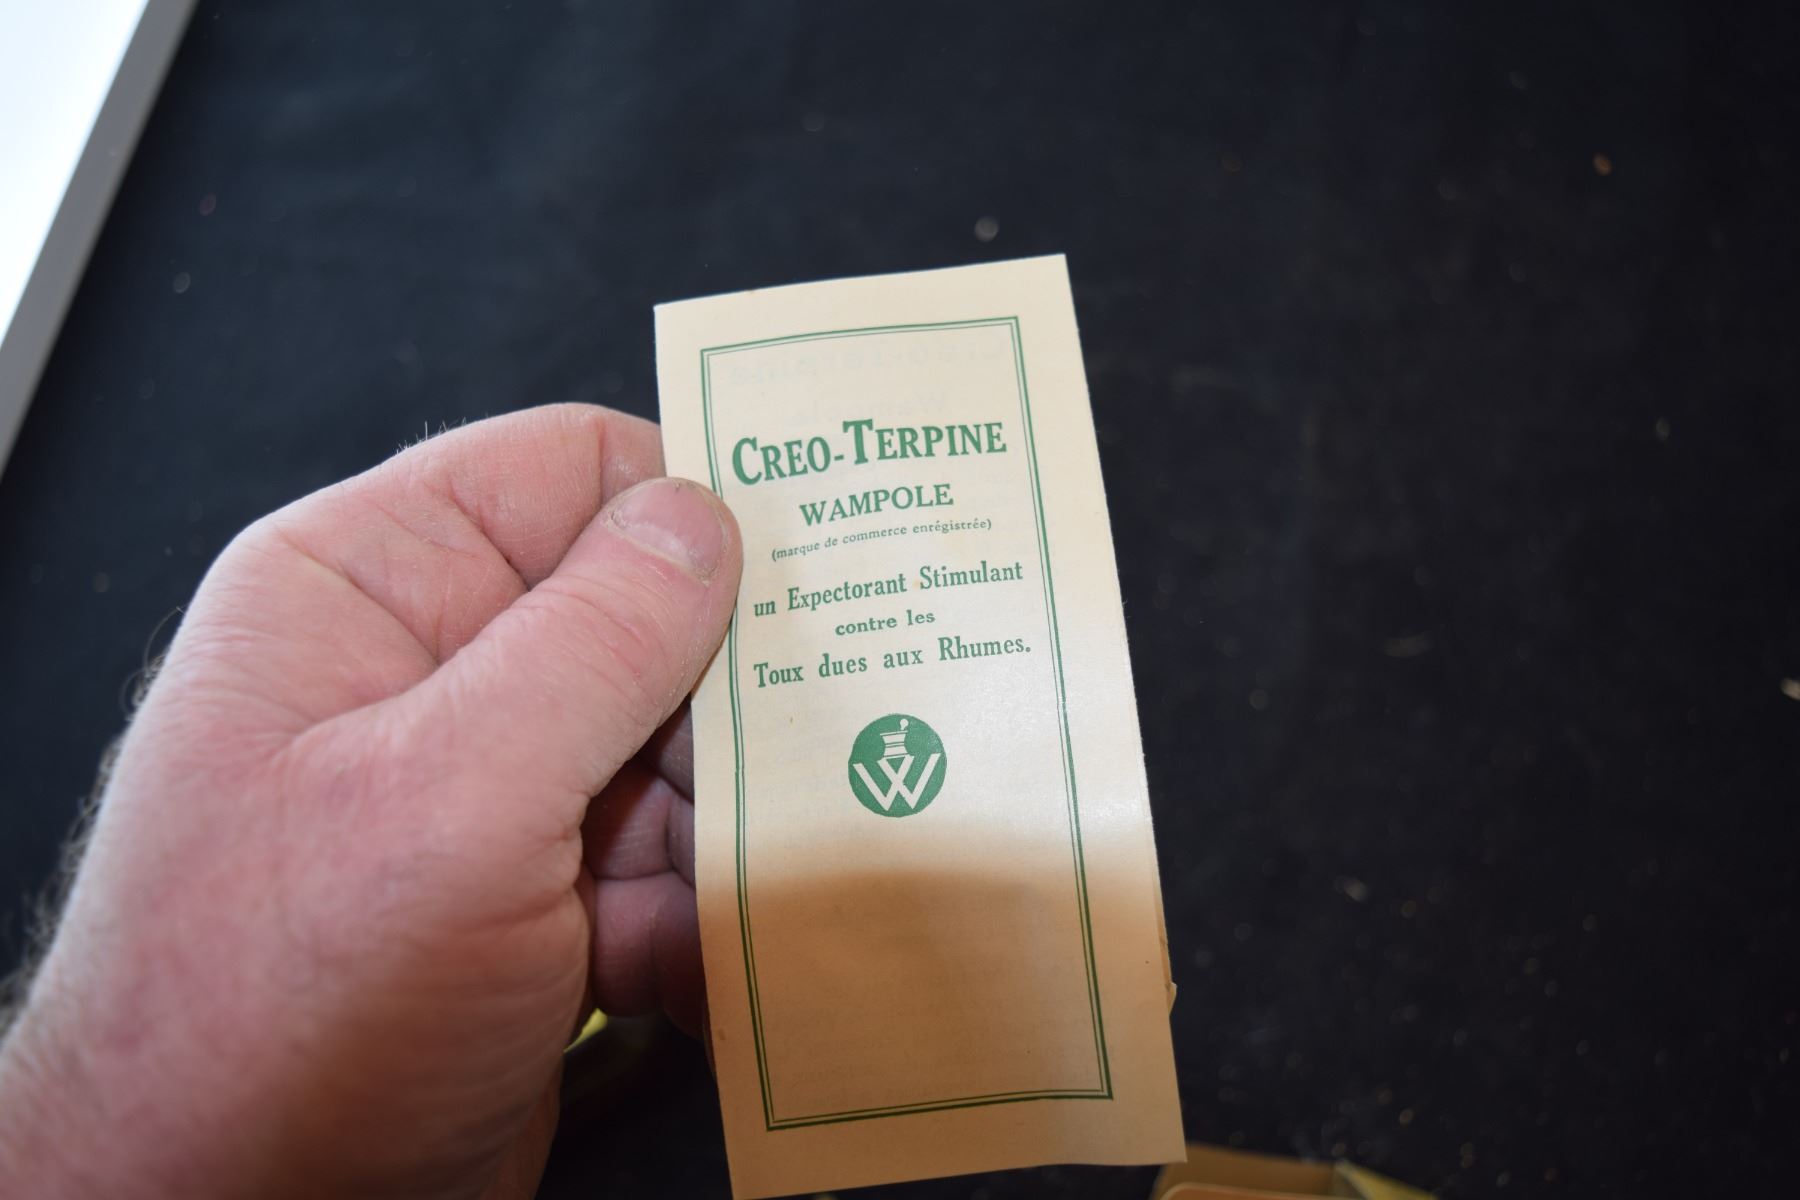 CREO-TERPINE
WAMPOLE
(marque de commerce enrégistrée)
un Expectorant Stimulant
contre les
Toux dues aux Rhumes.
W